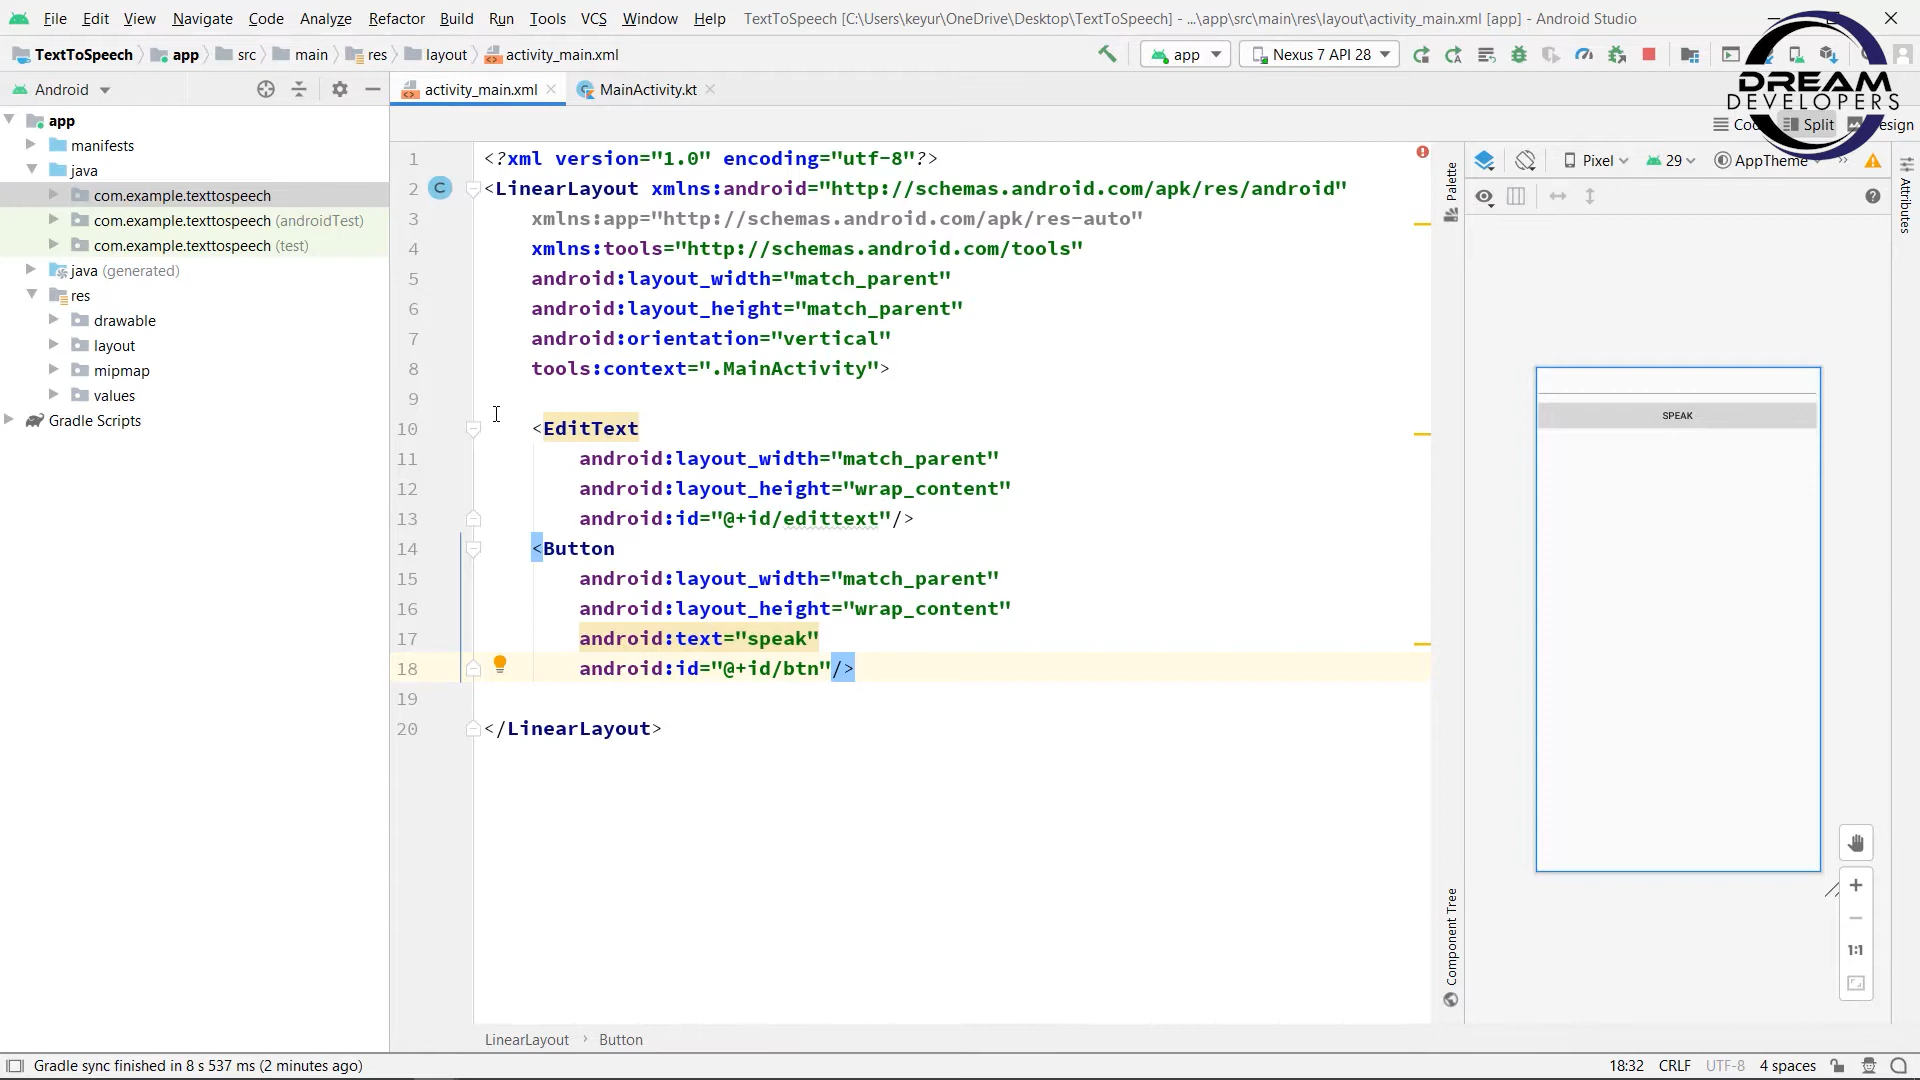 File Edit View Navigate Code Analyze Refactor Build Run Tools VCS Window Help TextToSpeech [C:\Users\keyur\OneDrive\Desktop\TextToSpeech] - ...\app\src\main\res\layout\activity_main.xml [app] - Android Studio
TextToSpeech app src main res layout activity_main.xml app Nexus 7 API 28
DREAM
DEVELOPERS
Android activity_main.xml MainActivity.kt
Split
app
manifests
java
com.example.texttospeech
com.example.texttospeech (androidTest)
com.example.texttospeech (test)
java (generated)
res
drawable
layout
mipmap
values
Gradle Scripts
1 <?xml version="1.0" encoding="utf-8"?>
2 C <LinearLayout xmlns:android="http://schemas.android.com/apk/res/android"
3 xmlns:app="http://schemas.android.com/apk/res-auto"
4 xmlns:tools="http://schemas.android.com/tools"
5 android:layout_width="match_parent"
6 android:layout_height="match_parent"
7 android:orientation="vertical"
8 tools:context=".MainActivity">
9
10 <EditText
11 android:layout_width="match_parent"
12 android:layout_height="wrap_content"
13 android:id="@+id/edittext"/>
14 <Button
15 android:layout_width="match_parent"
16 android:layout_height="wrap_content"
17 android:text="speak"
18 android:id="@+id/btn"/>
19
20 </LinearLayout>
Palette
Pixel 29 AppTheme
Attributes
SPEAK
Component Tree
1:1
LinearLayout › Button
Gradle sync finished in 8 s 537 ms (2 minutes ago) 18:32 CRLF UTF-8 4 spaces